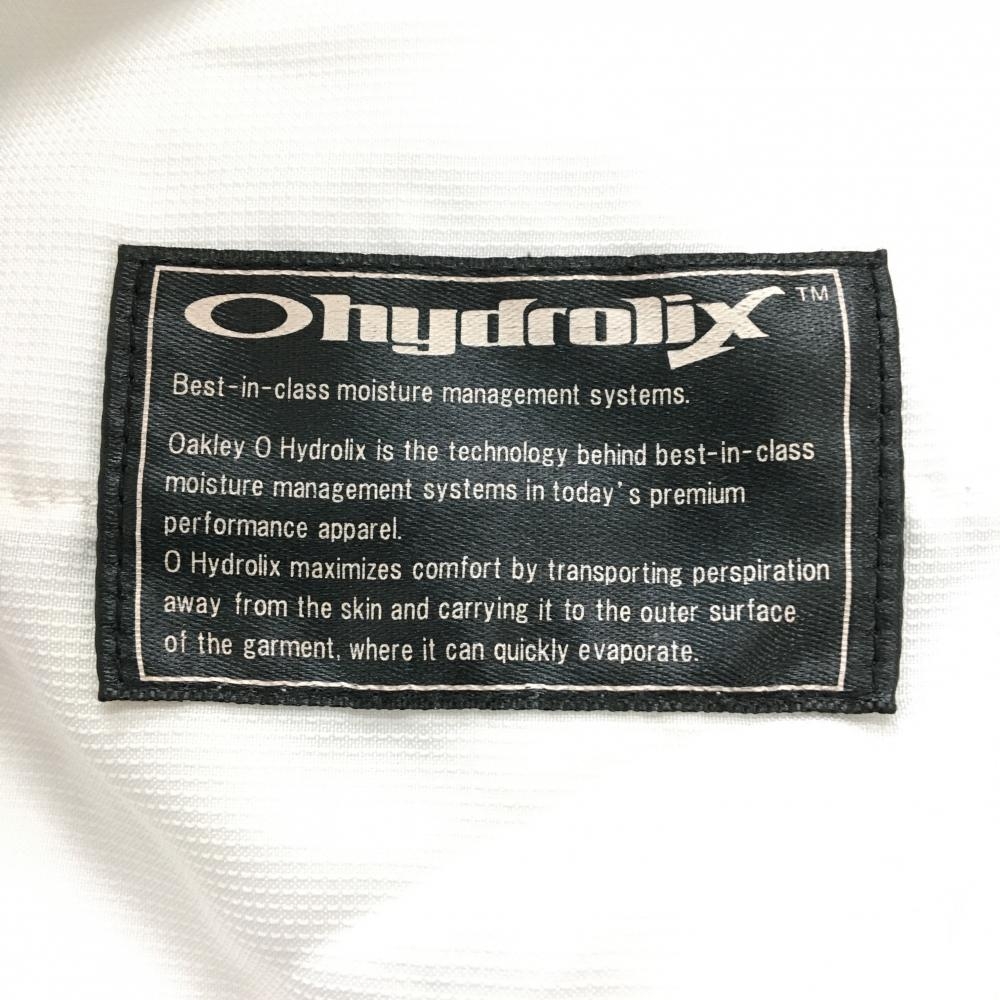 O hydrolix™
Best-in-class moisture management systems.
Oakley O Hydrolix is the technology behind best-in-class
moisture management systems in today's premium
performance apparel.
O Hydrolix maximizes comfort by transporting perspiration
away from the skin and carrying it to the outer surface
of the garment, where it can quickly evaporate.